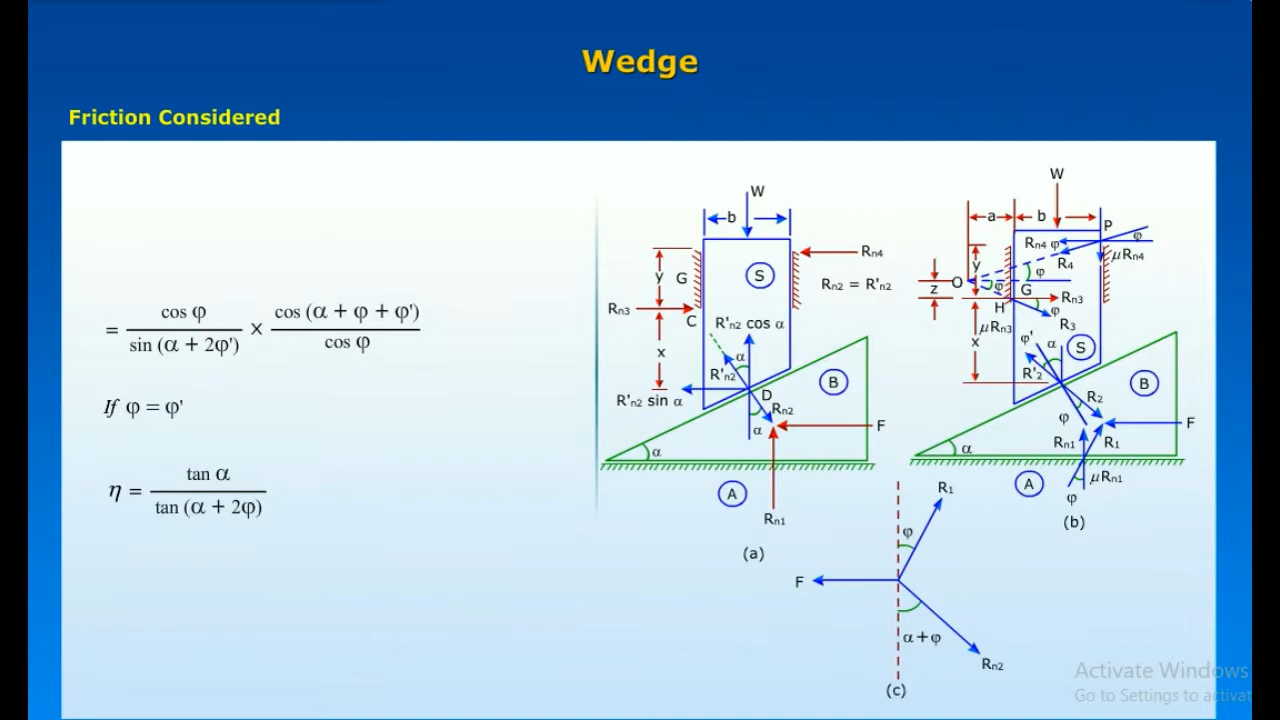 Wedge
Friction Considered
= cos φ / sin (α + 2φ') × cos (α + φ + φ') / cos φ
If φ = φ'
η = tan α / tan (α + 2φ)
W
b
Rn4
y
G
S
Rn2 = R'n2
Rn3
C
R'n2 cos α
x
α
R'n2
B
R'n2 sin α
D
Rn2
α
F
α
A
Rn1
(a)
W
a
b
P
Rn4
φ
φ
y
R4
μRn4
O
φ
z
φ
G
Rn3
H
φ
μRn3
R3
x
φ'
α
S
R'2
B
R2
φ
F
Rn1
R1
α
A
μRn1
φ
(b)
R1
φ
F
α+φ
Rn2
(c)
Activate Windows
Go to Settings to activat